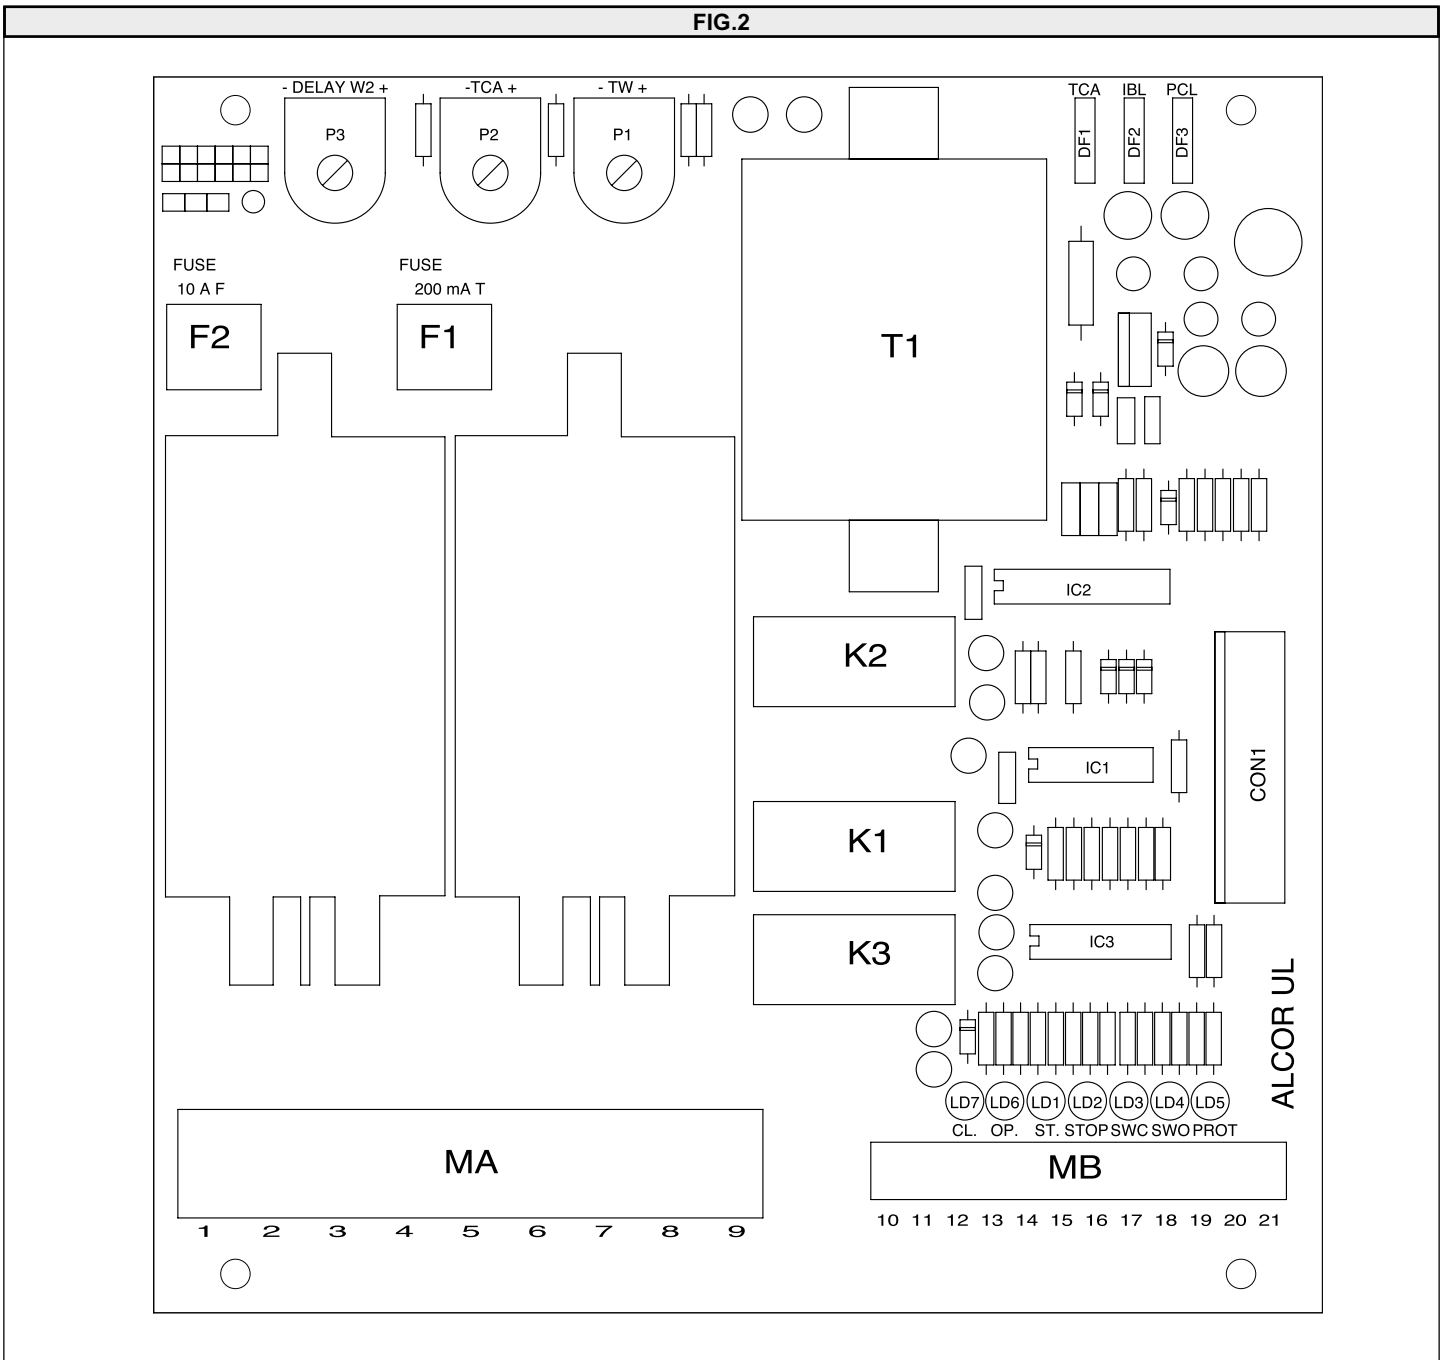 FIG.2
- DELAY W2 +
-TCA +
- TW +
TCA IBL PCL
P3
P2
P1
DF1
DF2
DF3
FUSE
10 A F
FUSE
200 mA T
F2
F1
T1
IC2
K2
IC1
CON1
K1
IC3
K3
ALCOR UL
LD7 LD6 LD1 LD2 LD3 LD4 LD5
CL. OP. ST. STOP SWC SWO PROT
MA
MB
1 2 3 4 5 6 7 8 9
10 11 12 13 14 15 16 17 18 19 20 21